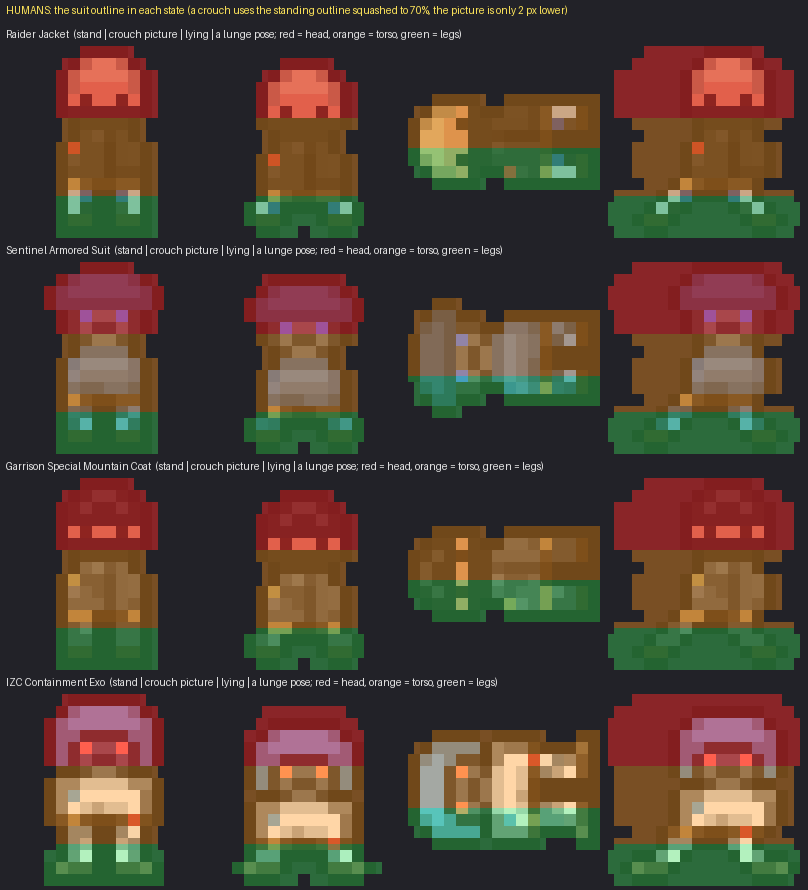 HUMANS: the suit outline in each state (a crouch uses the standing outline squashed to 70%, the picture is only 2 px lower)
Raider Jacket (stand | crouch picture | lying | a lunge pose; red = head, orange = torso, green = legs)
Sentinel Armored Suit (stand | crouch picture | lying | a lunge pose; red = head, orange = torso, green = legs)
Garrison Special Mountain Coat (stand | crouch picture | lying | a lunge pose; red = head, orange = torso, green = legs)
IZC Containment Exo (stand | crouch picture | lying | a lunge pose; red = head, orange = torso, green = legs)